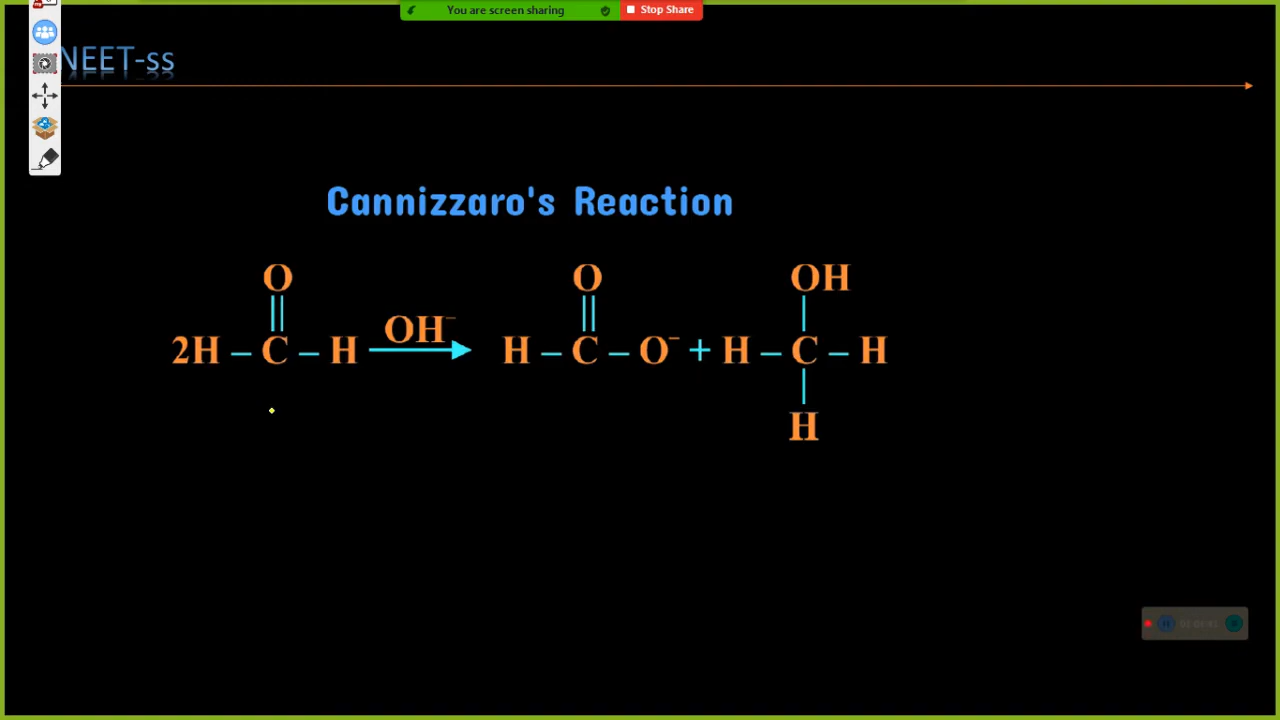 You are screen sharing Stop Share
NEET-ss
Cannizzaro's Reaction
O O OH
2H – C – H OH⁻ H – C – O⁻ + H – C – H
H